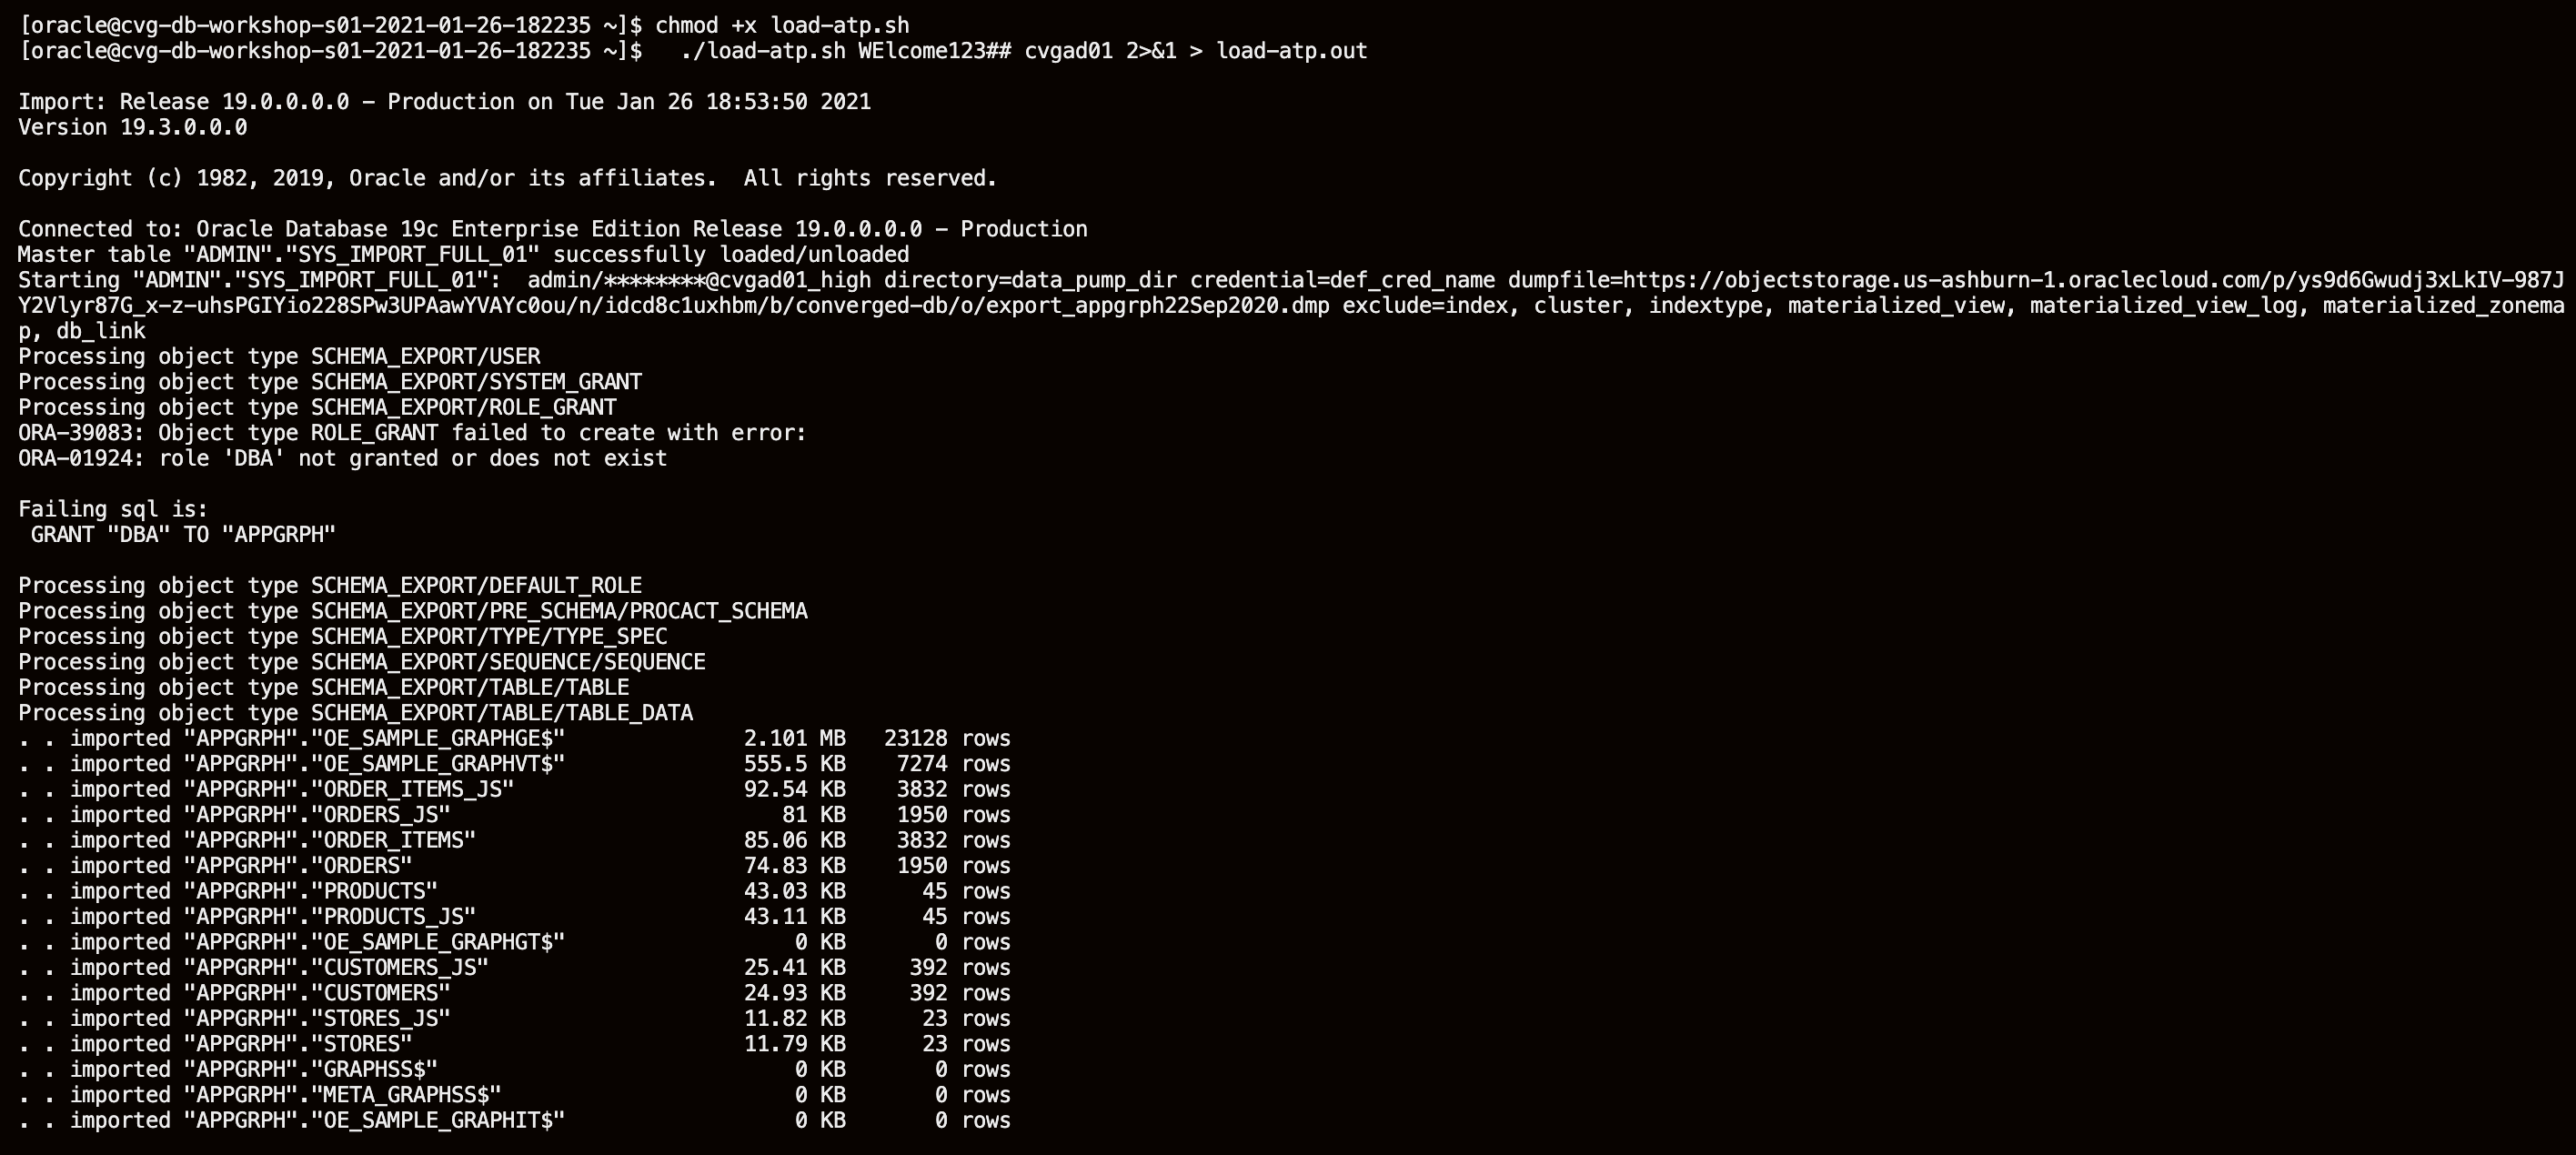 [oracle@cvg-db-workshop-s01-2021-01-26-182235 ~]$ chmod +x load-atp.sh
[oracle@cvg-db-workshop-s01-2021-01-26-182235 ~]$   ./load-atp.sh WElcome123## cvgad01 2>&1 > load-atp.out
Import: Release 19.0.0.0.0 - Production on Tue Jan 26 18:53:50 2021
Version 19.3.0.0.0
Copyright (c) 1982, 2019, Oracle and/or its affiliates.  All rights reserved.
Connected to: Oracle Database 19c Enterprise Edition Release 19.0.0.0.0 - Production
Master table "ADMIN"."SYS_IMPORT_FULL_01" successfully loaded/unloaded
Starting "ADMIN"."SYS_IMPORT_FULL_01":  admin/********@cvgad01_high directory=data_pump_dir credential=def_cred_name dumpfile=https://objectstorage.us-ashburn-1.oraclecloud.com/p/ys9d6Gwudj3xLkIV-987J
Y2Vlyr87G_x-z-uhsPGIYio228SPw3UPAawYVAYc0ou/n/idcd8c1uxhbm/b/converged-db/o/export_appgrph22Sep2020.dmp exclude=index, cluster, indextype, materialized_view, materialized_view_log, materialized_zonema
p, db_link
Processing object type SCHEMA_EXPORT/USER
Processing object type SCHEMA_EXPORT/SYSTEM_GRANT
Processing object type SCHEMA_EXPORT/ROLE_GRANT
ORA-39083: Object type ROLE_GRANT failed to create with error:
ORA-01924: role 'DBA' not granted or does not exist
Failing sql is:
 GRANT "DBA" TO "APPGRPH"
Processing object type SCHEMA_EXPORT/DEFAULT_ROLE
Processing object type SCHEMA_EXPORT/PRE_SCHEMA/PROCACT_SCHEMA
Processing object type SCHEMA_EXPORT/TYPE/TYPE_SPEC
Processing object type SCHEMA_EXPORT/SEQUENCE/SEQUENCE
Processing object type SCHEMA_EXPORT/TABLE/TABLE
Processing object type SCHEMA_EXPORT/TABLE/TABLE_DATA
. . imported "APPGRPH"."OE_SAMPLE_GRAPHGE$"              2.101 MB   23128 rows
. . imported "APPGRPH"."OE_SAMPLE_GRAPHVT$"              555.5 KB    7274 rows
. . imported "APPGRPH"."ORDER_ITEMS_JS"                  92.54 KB    3832 rows
. . imported "APPGRPH"."ORDERS_JS"                          81 KB    1950 rows
. . imported "APPGRPH"."ORDER_ITEMS"                     85.06 KB    3832 rows
. . imported "APPGRPH"."ORDERS"                          74.83 KB    1950 rows
. . imported "APPGRPH"."PRODUCTS"                        43.03 KB      45 rows
. . imported "APPGRPH"."PRODUCTS_JS"                     43.11 KB      45 rows
. . imported "APPGRPH"."OE_SAMPLE_GRAPHGT$"                  0 KB       0 rows
. . imported "APPGRPH"."CUSTOMERS_JS"                    25.41 KB     392 rows
. . imported "APPGRPH"."CUSTOMERS"                       24.93 KB     392 rows
. . imported "APPGRPH"."STORES_JS"                       11.82 KB      23 rows
. . imported "APPGRPH"."STORES"                          11.79 KB      23 rows
. . imported "APPGRPH"."GRAPHSS$"                            0 KB       0 rows
. . imported "APPGRPH"."META_GRAPHSS$"                       0 KB       0 rows
. . imported "APPGRPH"."OE_SAMPLE_GRAPHIT$"                  0 KB       0 rows